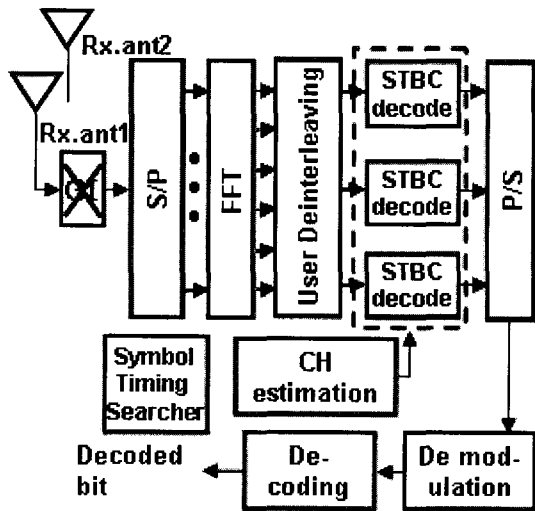 Rx.ant2
Rx.ant1
S/P
FFT
User Deinterleaving
STBC
decode
STBC
decode
STBC
decode
P/S
Symbol
Timing
Searcher
CH
estimation
Decoded
bit
De-
coding
De mod-
ulation